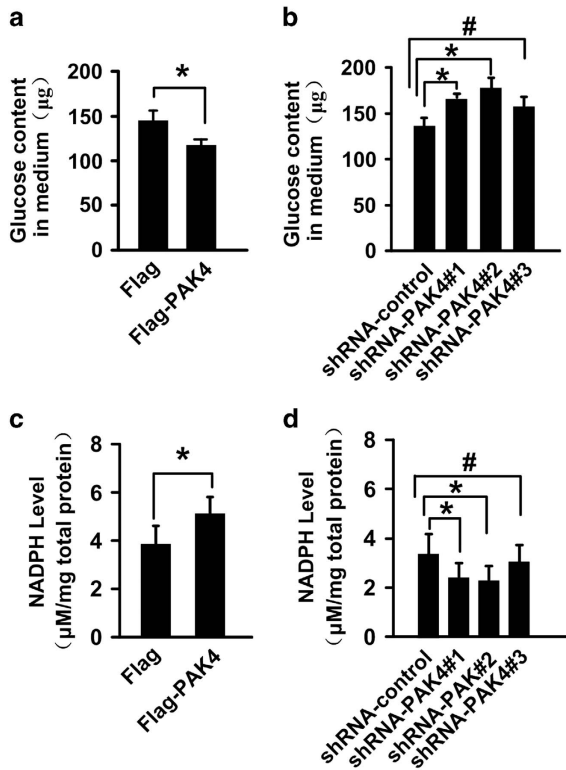 a
Glucose content
in medium（μg）
200
150
100
50
0
*
Flag
Flag-PAK4
b
Glucose content
in medium（μg）
200
150
100
50
0
#
*
*
shRNA-control
shRNA-PAK4#1
shRNA-PAK4#2
shRNA-PAK4#3
c
NADPH Level
（μM/mg total protein）
8
6
4
2
0
*
Flag
Flag-PAK4
d
NADPH Level
（μM/mg total protein）
8
6
4
2
0
#
*
*
shRNA-control
shRNA-PAK4#1
shRNA-PAK#2
shRNA-PAK4#3